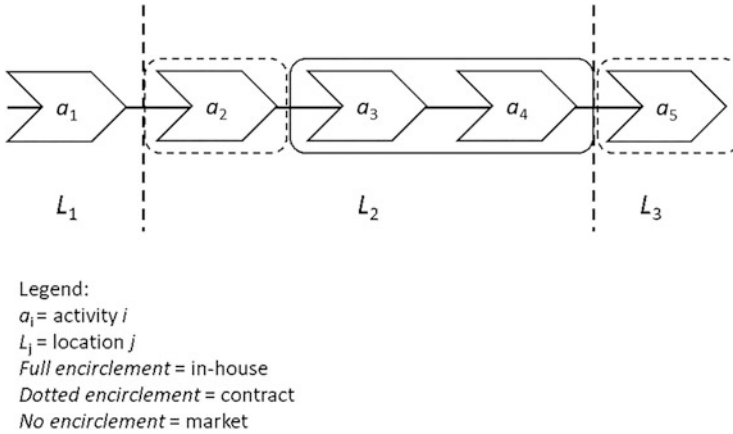 a₁ a₂ a₃ a₄ a₅
L₁ L₂ L₃
Legend:
aᵢ = activity i
Lⱼ = location j
Full encirclement = in-house
Dotted encirclement = contract
No encirclement = market